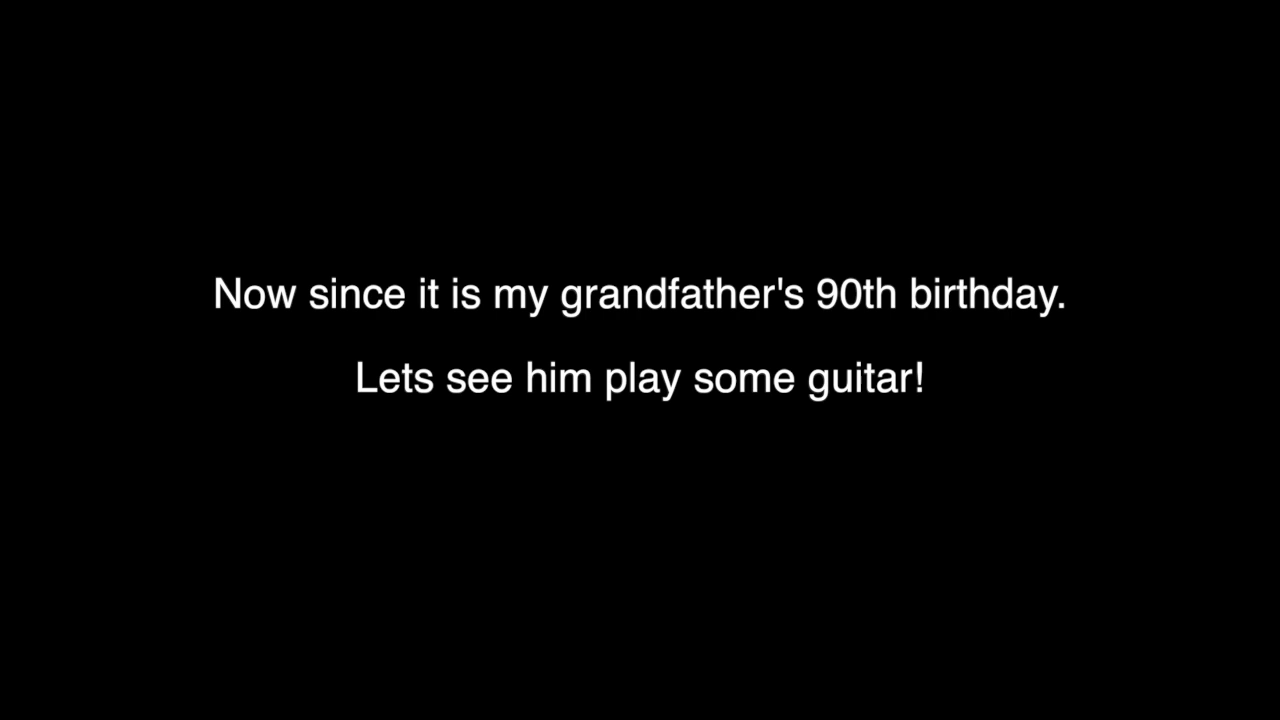 Now since it is my grandfather's 90th birthday.
Lets see him play some guitar!